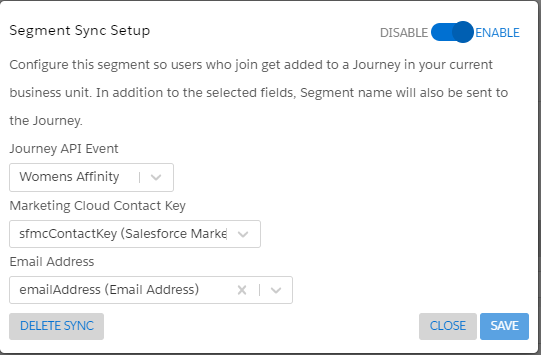 Segment Sync Setup
DISABLE ENABLE
Configure this segment so users who join get added to a Journey in your current
business unit. In addition to the selected fields, Segment name will also be sent to
the Journey.
Journey API Event
Womens Affinity
Marketing Cloud Contact Key
sfmcContactKey (Salesforce Marke
Email Address
emailAddress (Email Address)
DELETE SYNC CLOSE SAVE